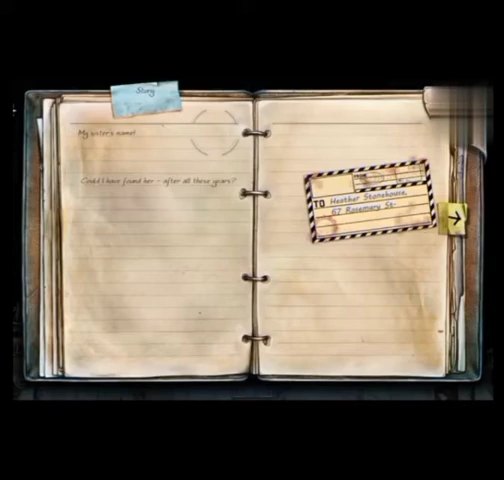 Story
My sister's name!
Could I have found her - after all these years?
TO Heather Stonehouse,
67 Rosemary St.